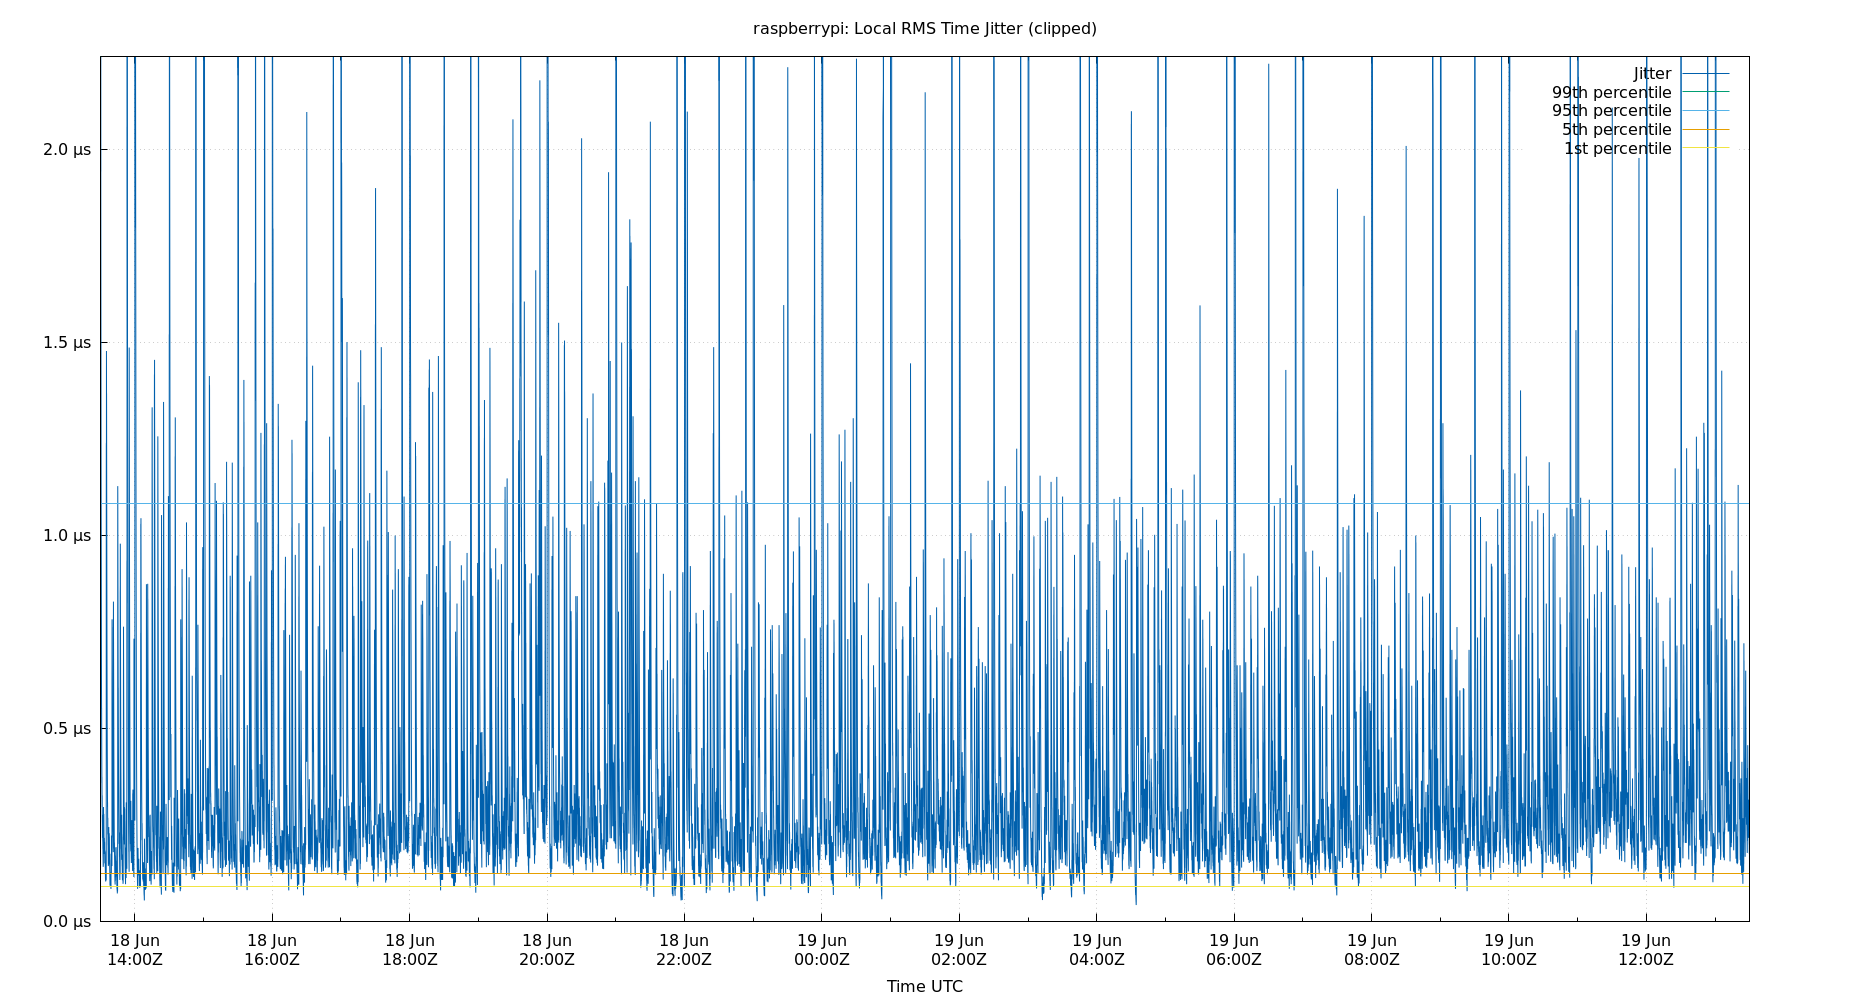 raspberrypi: Local RMS Time Jitter (clipped)
Jitter
99th percentile
95th percentile
5th percentile
1st percentile
2.0 µs
1.5 µs
1.0 µs
0.5 µs
0.0 µs
18 Jun 18 Jun 18 Jun 18 Jun 18 Jun 19 Jun 19 Jun 19 Jun 19 Jun 19 Jun 19 Jun 19 Jun
14:00Z 16:00Z 18:00Z 20:00Z 22:00Z 00:00Z 02:00Z 04:00Z 06:00Z 08:00Z 10:00Z 12:00Z
Time UTC